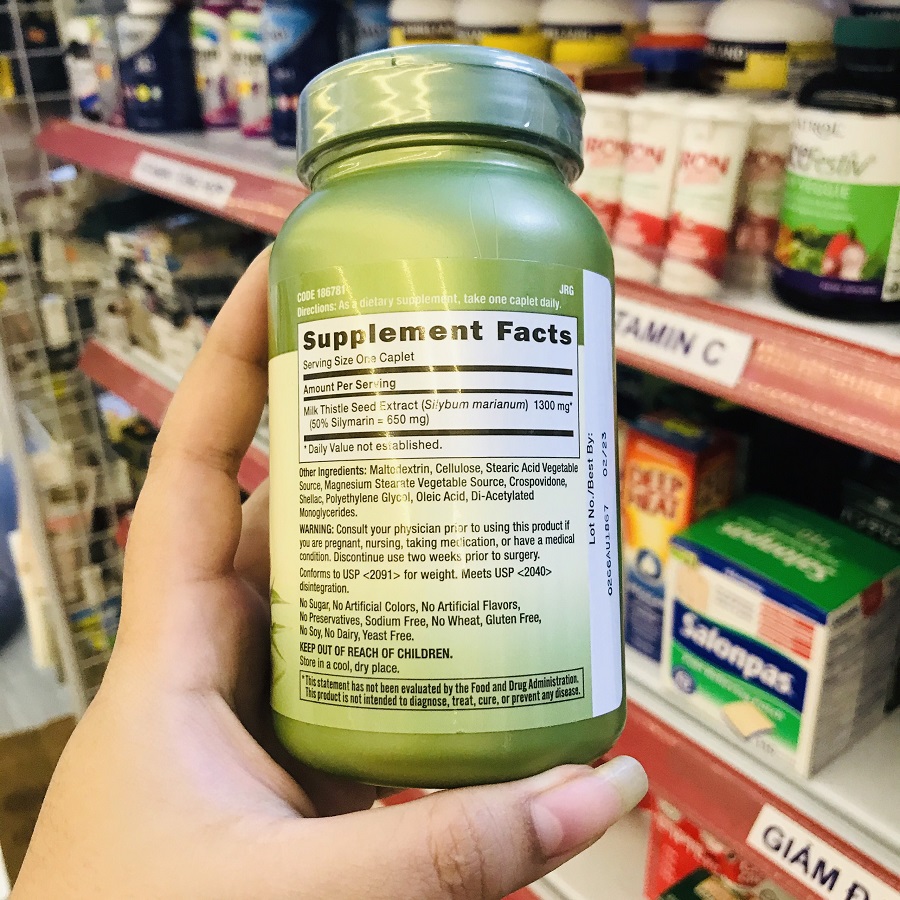 CODE 186781 JRG
Directions: As a dietary supplement, take one caplet daily.
Supplement Facts
Serving Size One Caplet
Amount Per Serving
Milk Thistle Seed Extract (Silybum marianum) 1300 mg*
(50% Silymarin = 650 mg)
* Daily Value not established.
Other Ingredients: Maltodextrin, Cellulose, Stearic Acid Vegetable
Source, Magnesium Stearate Vegetable Source, Crospovidone,
Shellac, Polyethylene Glycol, Oleic Acid, Di-Acetylated
Monoglycerides.
WARNING: Consult your physician prior to using this product if
you are pregnant, nursing, taking medication, or have a medical
condition. Discontinue use two weeks prior to surgery.
Conforms to USP <2091> for weight. Meets USP <2040>
disintegration.
No Sugar, No Artificial Colors, No Artificial Flavors,
No Preservatives, Sodium Free, No Wheat, Gluten Free,
No Soy, No Dairy, Yeast Free.
KEEP OUT OF REACH OF CHILDREN.
Store in a cool, dry place.
*This statement has not been evaluated by the Food and Drug Administration.
This product is not intended to diagnose, treat, cure, or prevent any disease.
Lot No./Best By:
02/23
TAMIN C
DEEP
HEAT
Salonpas
Salonpas
GIẢM